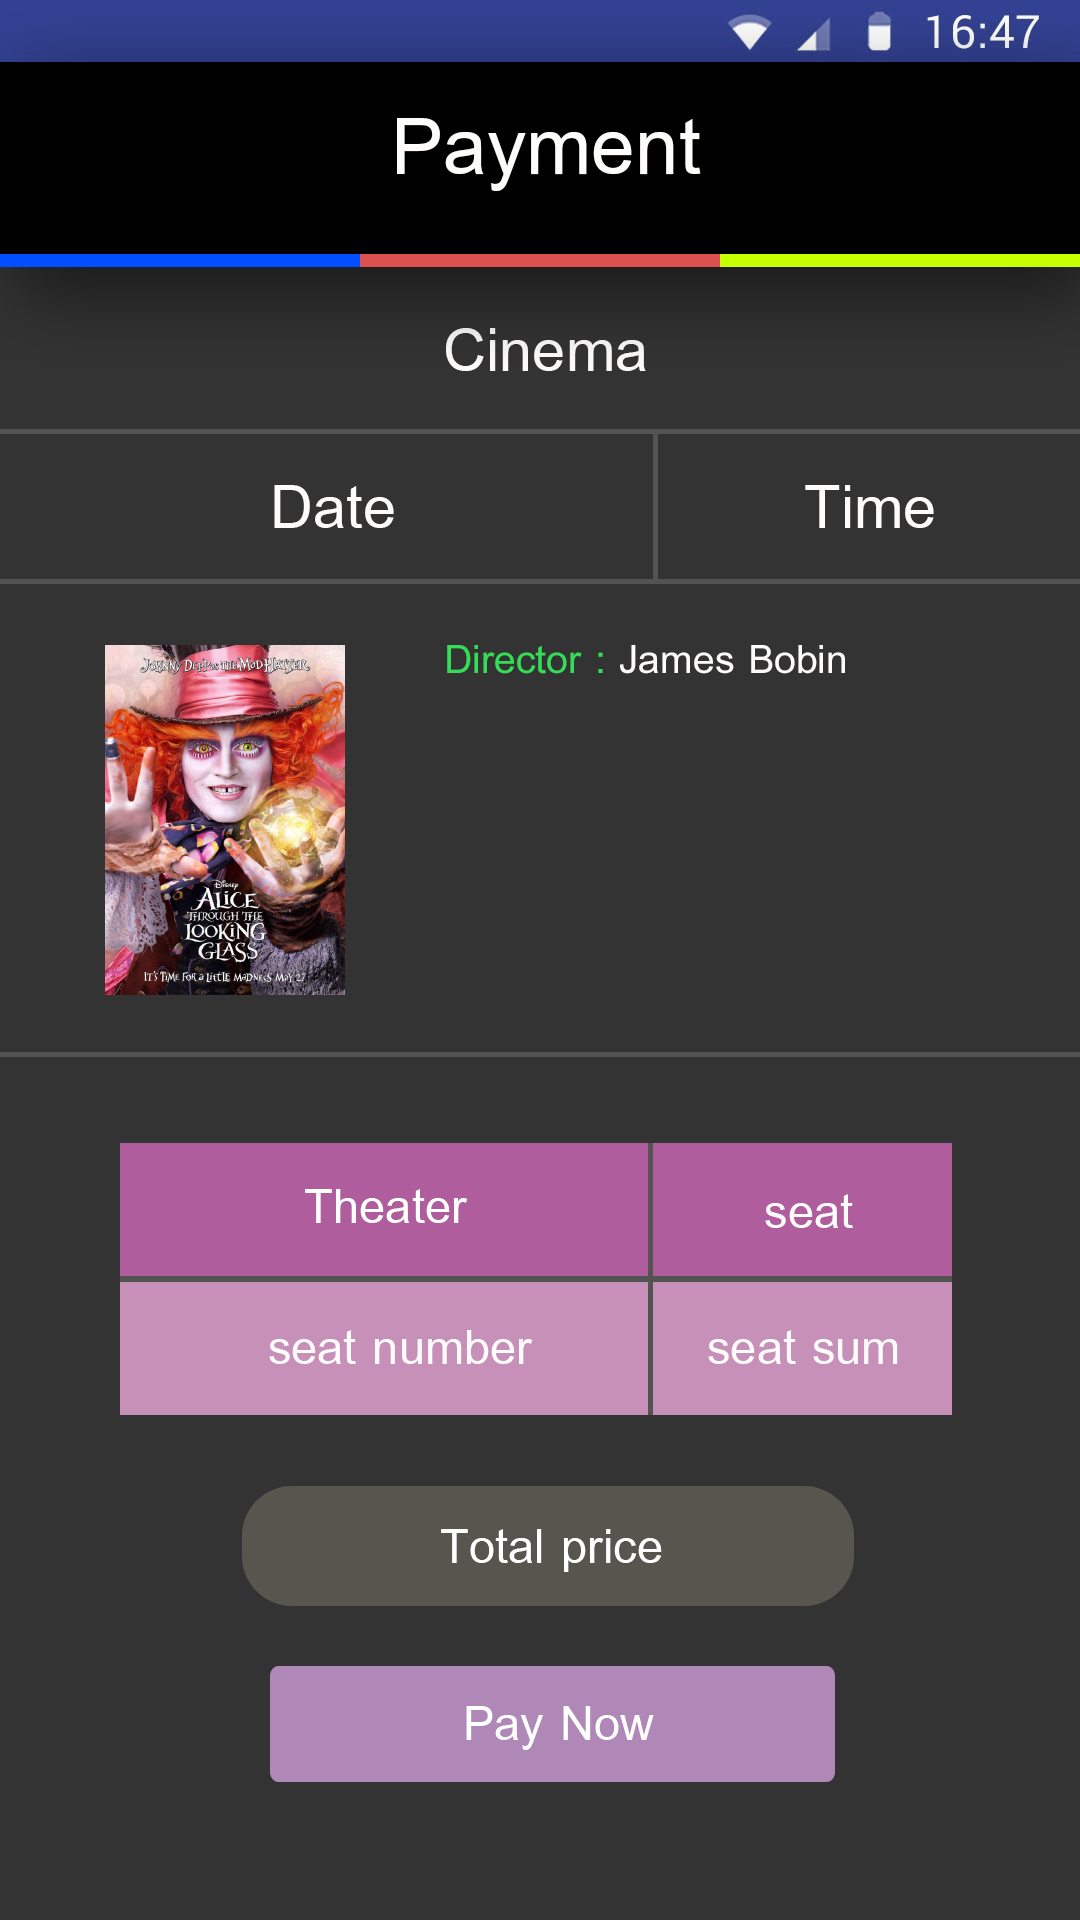 16:47
Payment
Cinema
Date Time
Director : James Bobin
JOHNNY DEPP IS THE MAD HATTER
Disney
ALICE
THROUGH THE
LOOKING
GLASS
IT'S TIME FOR A LITTLE MADNESS MAY 27
Theater seat
seat number seat sum
Total price
Pay Now